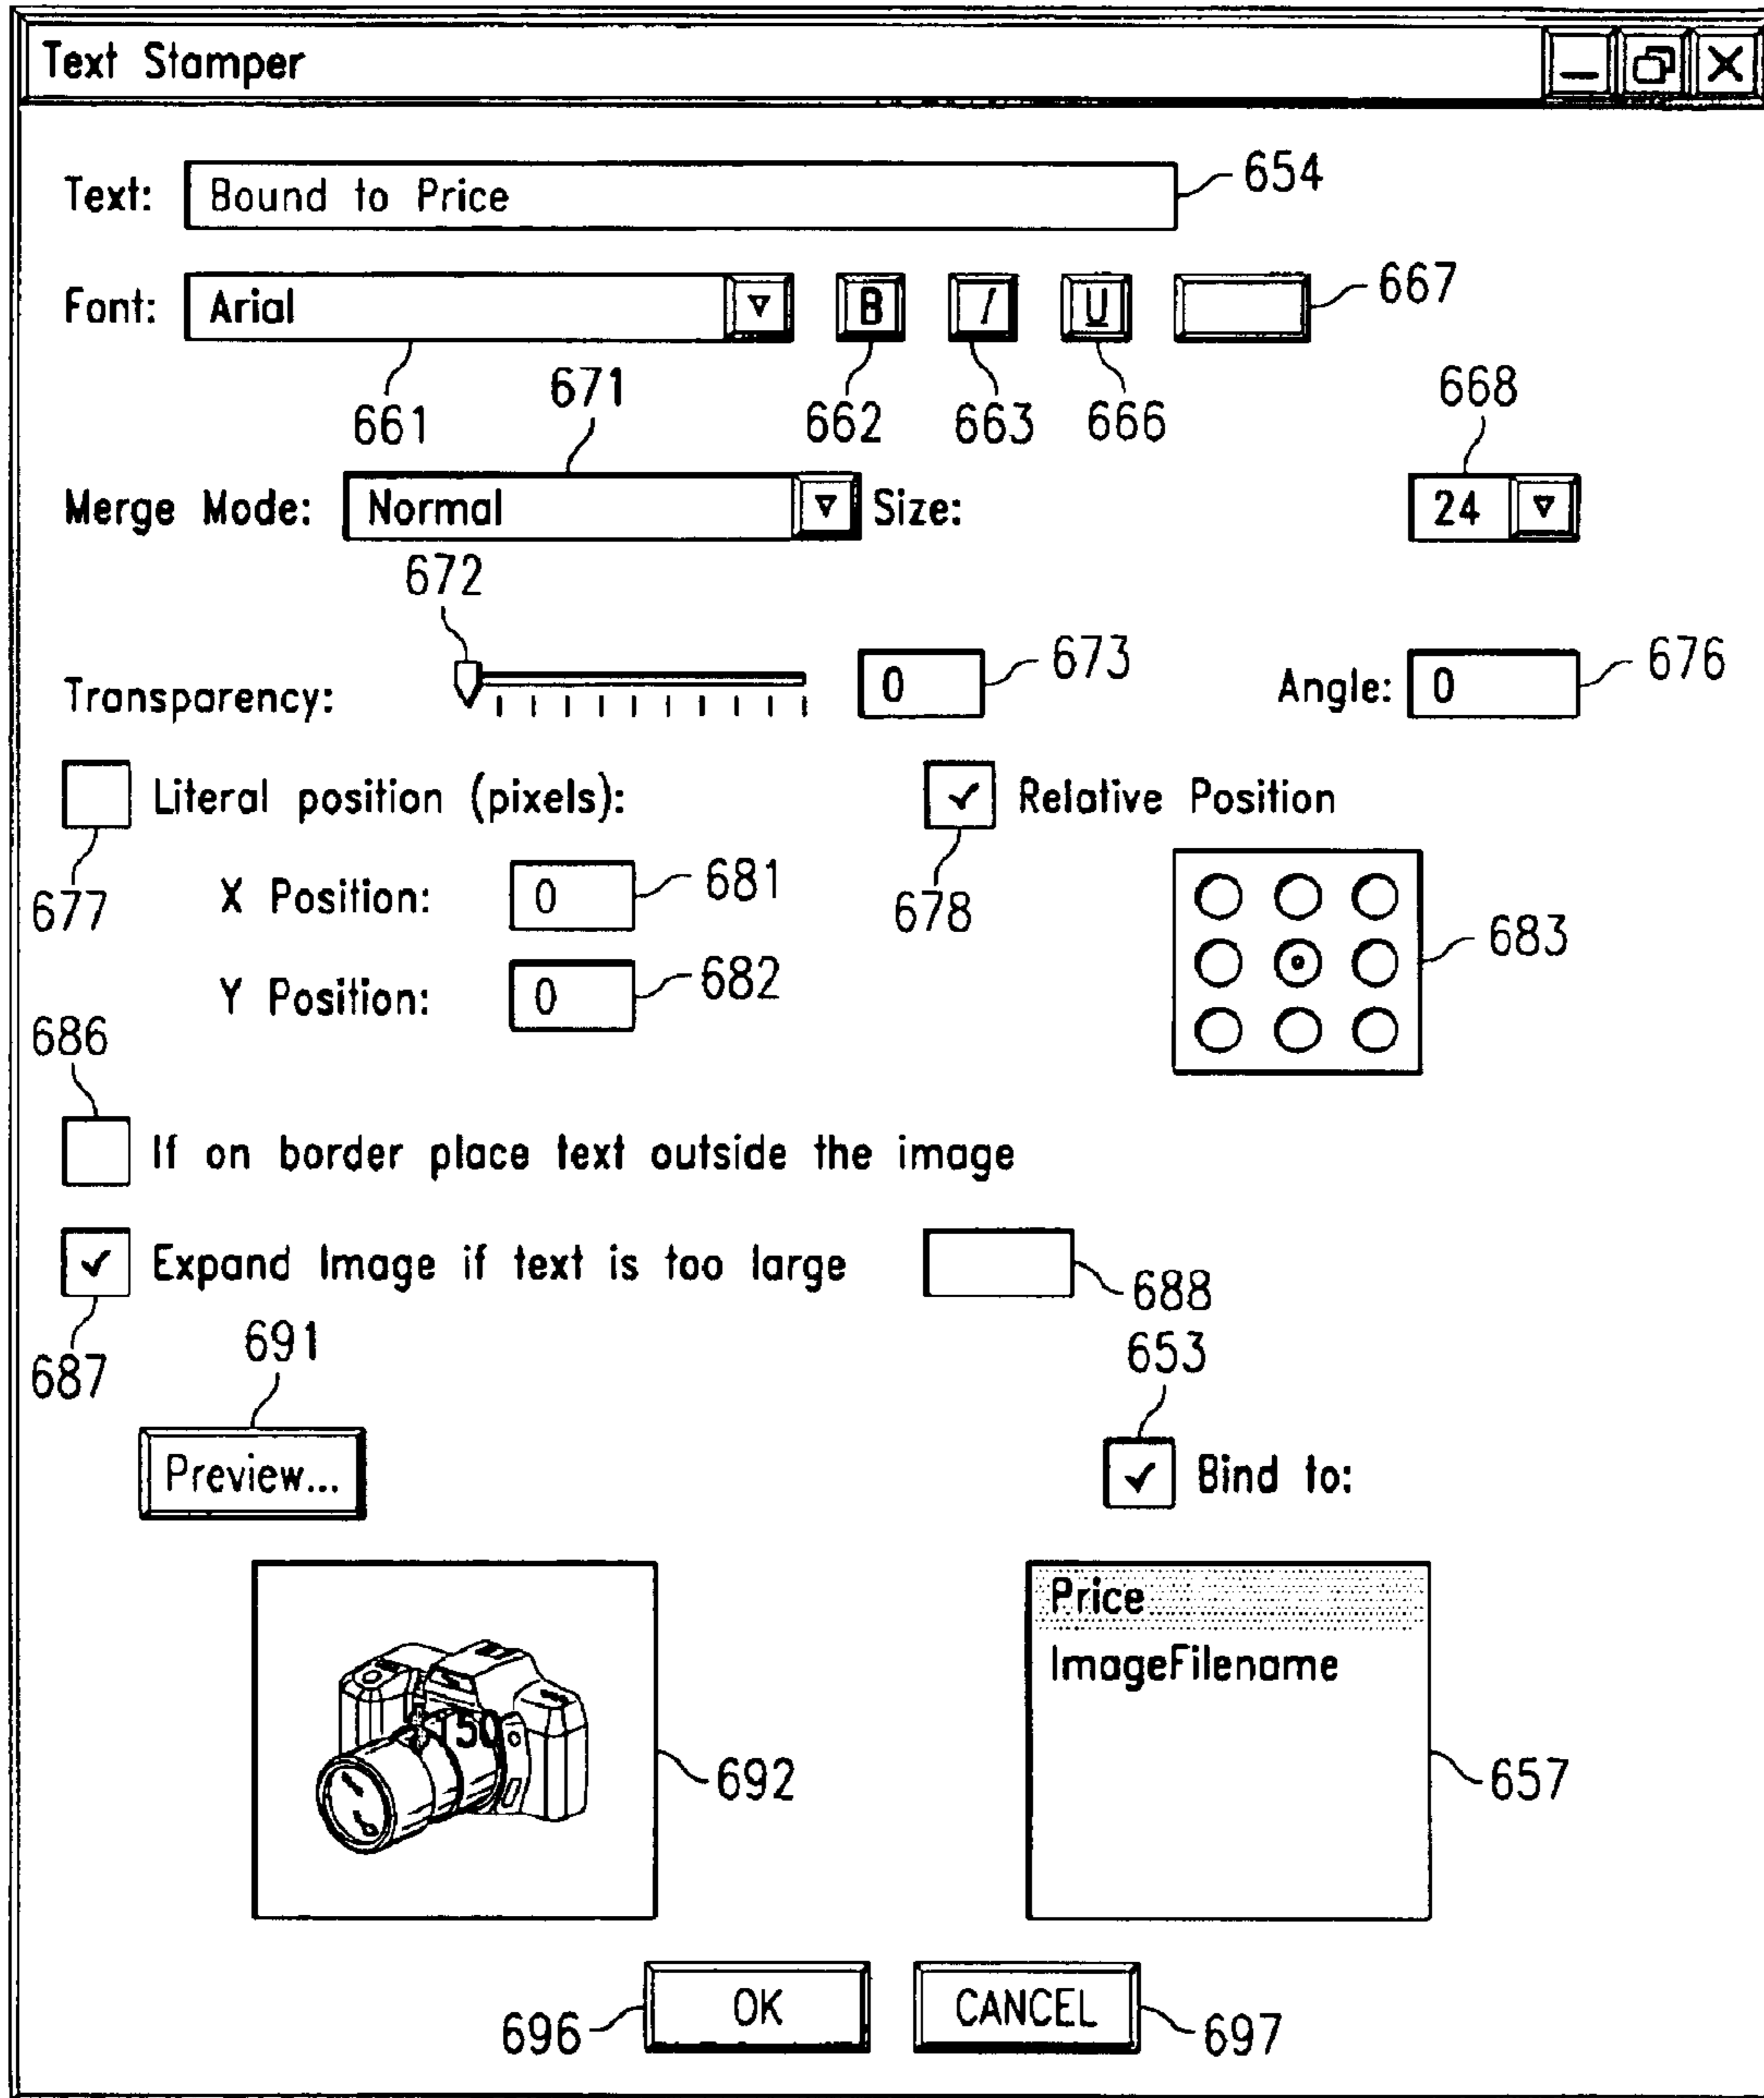 Text Stamper
Text: Bound to Price 654
Font: Arial B I U 667
661 671 662 663 666 668
Merge Mode: Normal Size: 24
672
Transparency: 0 673 Angle: 0 676
Literal position (pixels): ✓ Relative Position
677 X Position: 0 681 678 683
Y Position: 0 682
686
If on border place text outside the image
✓ Expand Image if text is too large 688
687 691 653
Preview... ✓ Bind to:
Price
ImageFilename
150
692 657
696 OK CANCEL 697